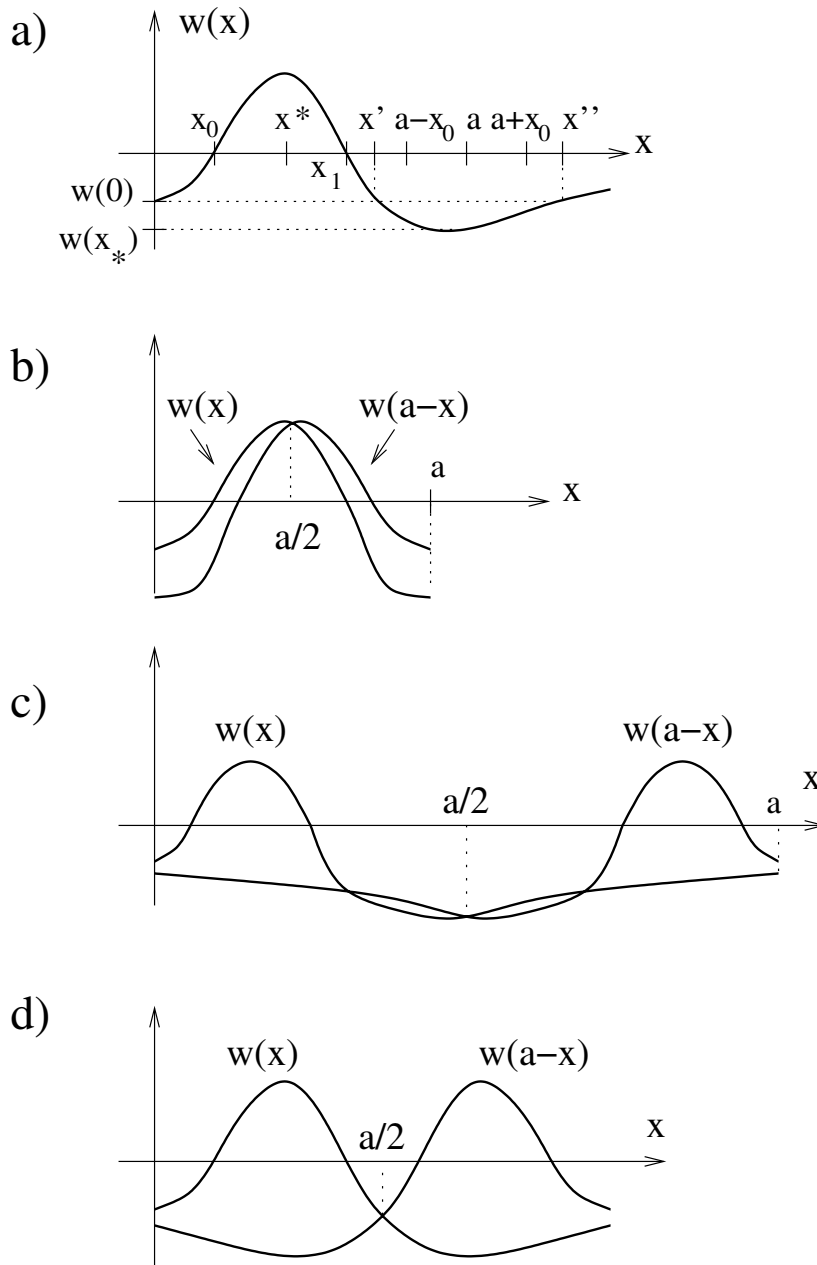 a)
w(x)
x₀ x* x' a−x₀ a a+x₀ x'' x
x₁
w(0)
w(x*)
b)
w(x) w(a−x)
a
x
a/2
c)
w(x) w(a−x)
x
a/2 a
d)
w(x) w(a−x)
x
a/2